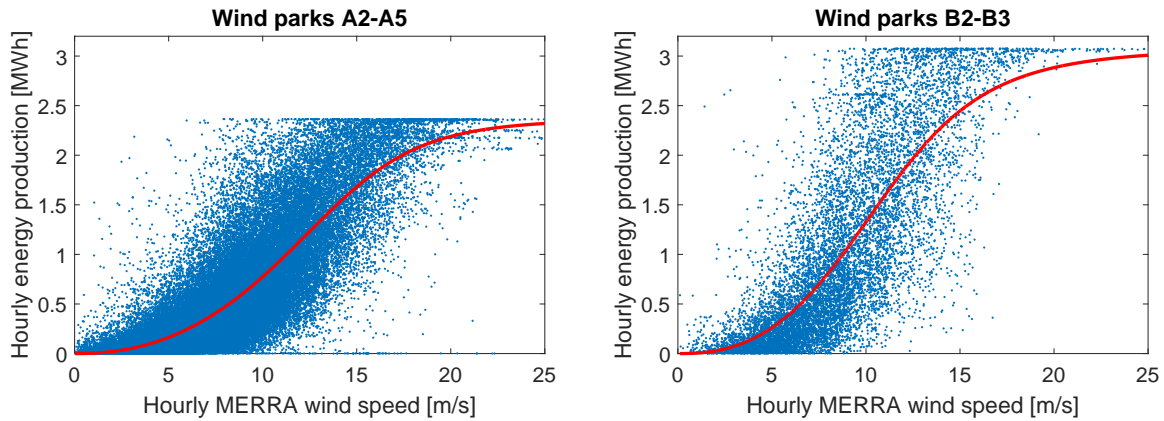 Wind parks A2-A5
Hourly energy production [MWh]
3
2.5
2
1.5
1
0.5
0
0 5 10 15 20 25
Hourly MERRA wind speed [m/s]
Wind parks B2-B3
Hourly energy production [MWh]
3
2.5
2
1.5
1
0.5
0
0 5 10 15 20 25
Hourly MERRA wind speed [m/s]